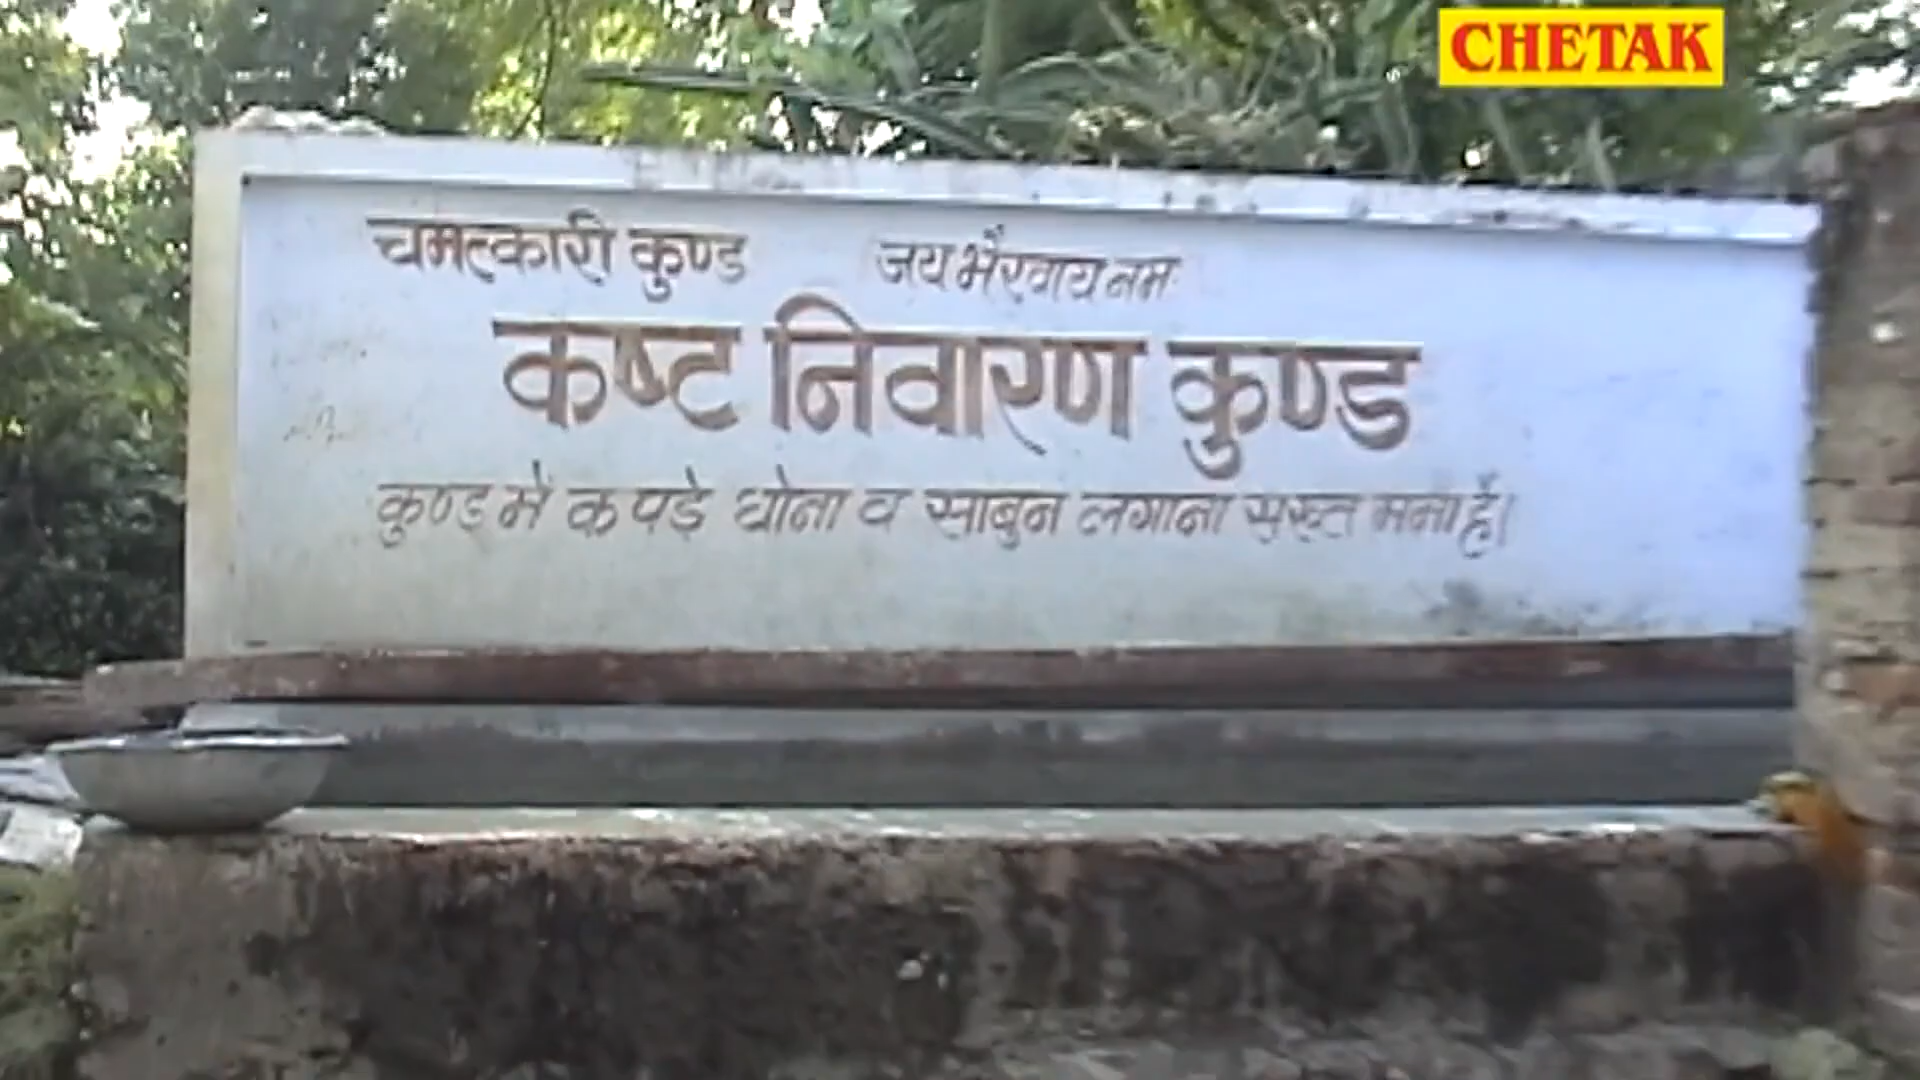 CHETAK
चमत्कारी कुण्ड जय भैरवाय नमः
कष्ट निवारण कुण्ड
कुण्ड में कपड़े धोना व साबुन लगाना सख्त मना है।